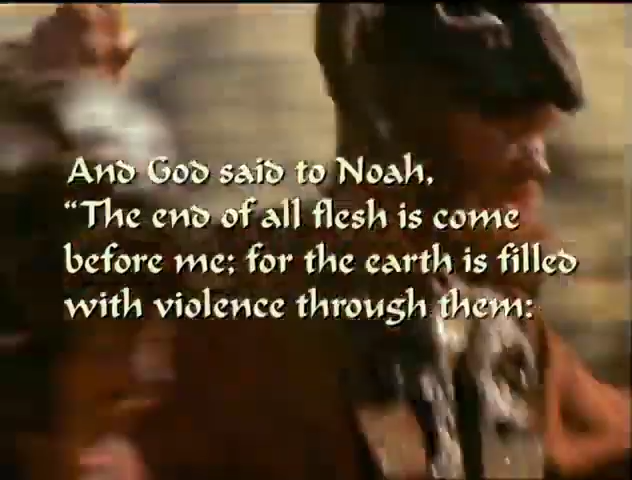 And God said to Noah,
“The end of all flesh is come
before me; for the earth is filled
with violence through them: